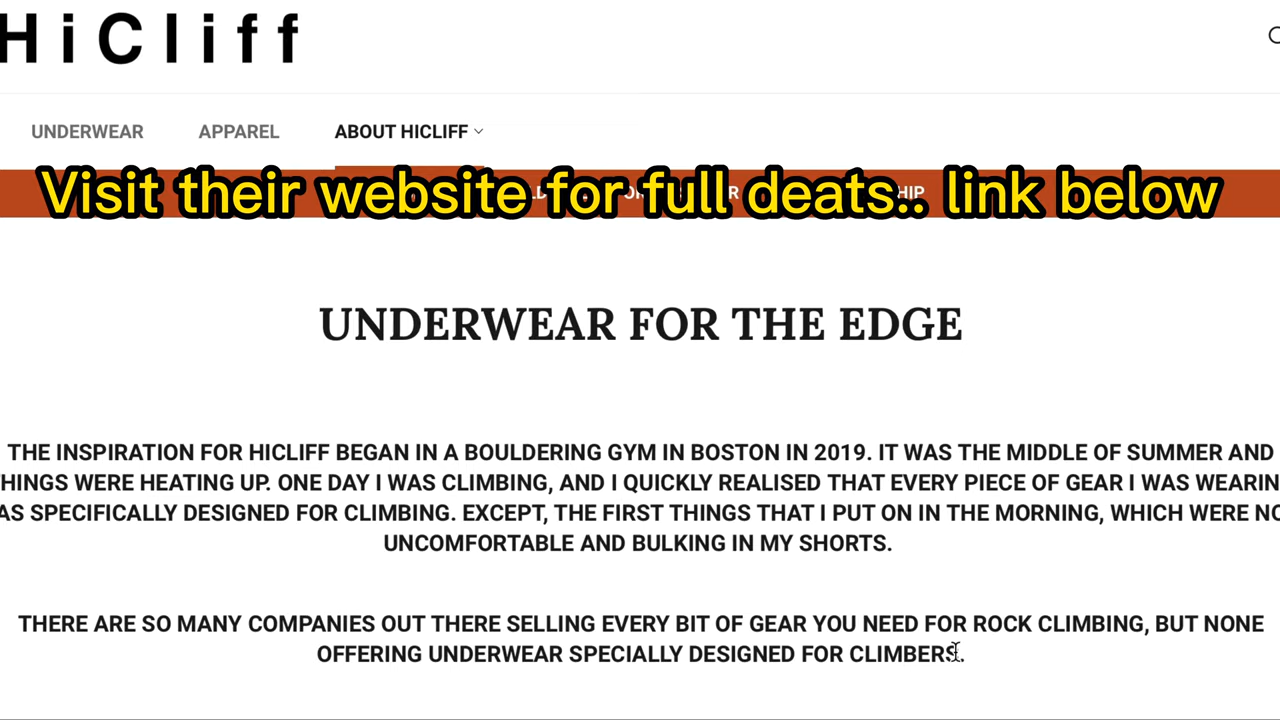 HiCliff
UNDERWEAR APPAREL ABOUT HICLIFF
Visit their website for full deats.. link below
UNDERWEAR FOR THE EDGE
THE INSPIRATION FOR HICLIFF BEGAN IN A BOULDERING GYM IN BOSTON IN 2019. IT WAS THE MIDDLE OF SUMMER AND
HINGS WERE HEATING UP. ONE DAY I WAS CLIMBING, AND I QUICKLY REALISED THAT EVERY PIECE OF GEAR I WAS WEARIN
AS SPECIFICALLY DESIGNED FOR CLIMBING. EXCEPT, THE FIRST THINGS THAT I PUT ON IN THE MORNING, WHICH WERE NO
UNCOMFORTABLE AND BULKING IN MY SHORTS.
THERE ARE SO MANY COMPANIES OUT THERE SELLING EVERY BIT OF GEAR YOU NEED FOR ROCK CLIMBING, BUT NONE
OFFERING UNDERWEAR SPECIALLY DESIGNED FOR CLIMBERS.